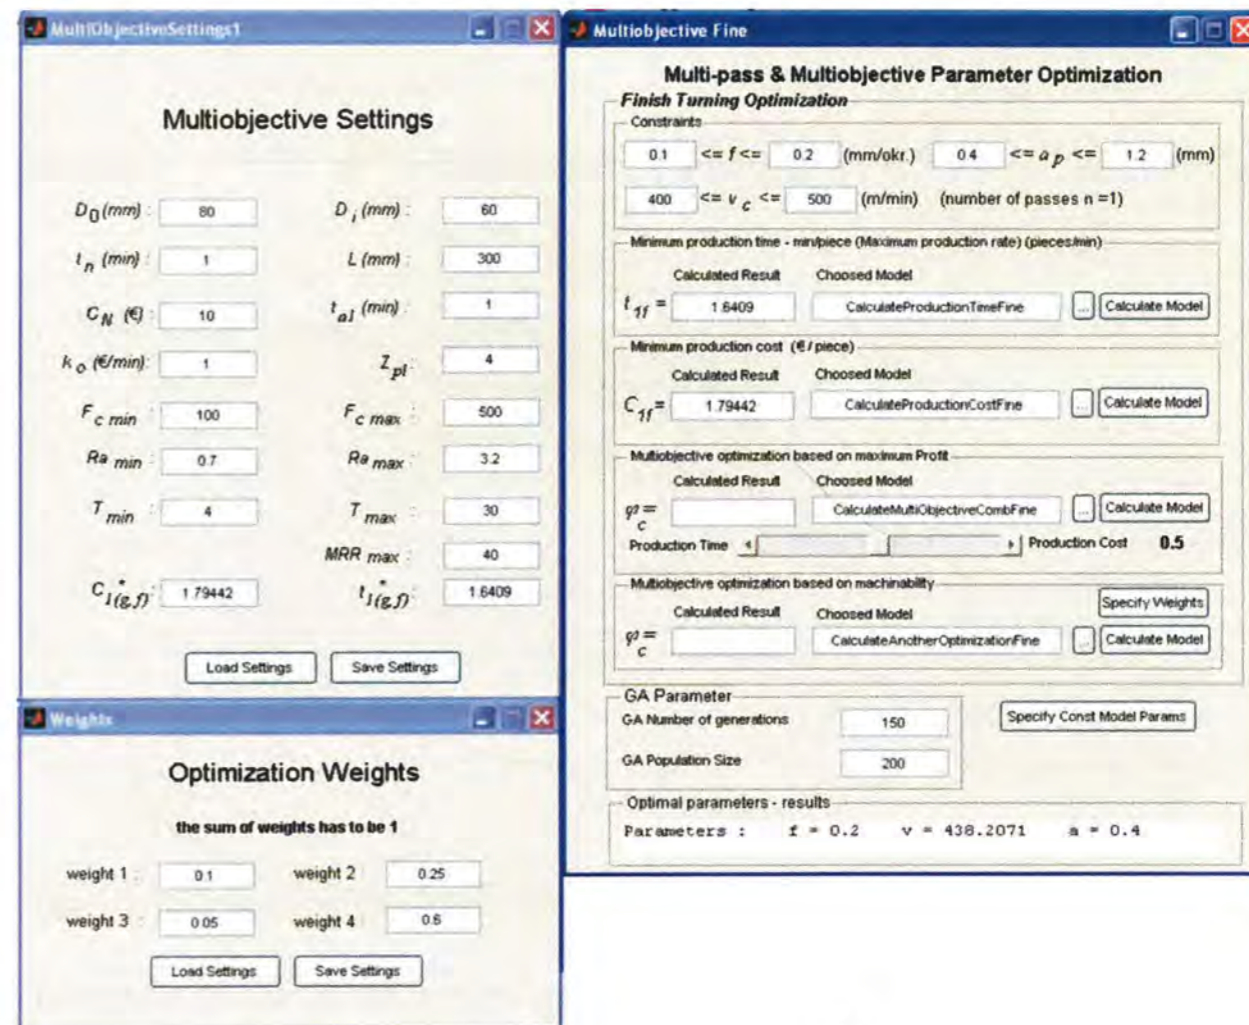 MultiObjectiveSettings1
Multiobjective Settings
D0(mm) : 80 Di (mm) : 60
tn (min) : 1 L (mm) : 300
CN (€) : 10 ta1 (min) : 1
ko (€/min): 1 Zpl : 4
Fc min : 100 Fc max : 500
Ra min : 0.7 Ra max : 3.2
Tmin : 4 Tmax : 30
MRR max : 40
C*1(g,f): 1.79442 t*1(g,f): 1.6409
Load Settings Save Settings
Weights
Optimization Weights
the sum of weights has to be 1
weight 1 : 0.1 weight 2 : 0.25
weight 3 : 0.05 weight 4 : 0.6
Load Settings Save Settings
Multiobjective Fine
Multi-pass & Multiobjective Parameter Optimization
Finish Turning Optimization
Constraints
0.1 <= f <= 0.2 (mm/okr.) 0.4 <= ap <= 1.2 (mm)
400 <= vc <= 500 (m/min) (number of passes n =1)
Minimum production time - min/piece (Maximum production rate) (pieces/min)
Calculated Result Choosed Model
t1f = 1.6409 CalculateProductionTimeFine ... Calculate Model
Minimum production cost (€ / piece)
Calculated Result Choosed Model
C1f = 1.79442 CalculateProductionCostFine ... Calculate Model
Multiobjective optimization based on maximum Profit
Calculated Result Choosed Model
φc = CalculateMultiObjectiveCombFine ... Calculate Model
Production Time Production Cost 0.5
Multiobjective optimization based on machinability
Specify Weights
Calculated Result Choosed Model
φc = CalculateAnotherOptimizationFine ... Calculate Model
GA Parameter
GA Number of generations 150
Specify Const Model Params
GA Population Size 200
Optimal parameters - results
Parameters : f = 0.2 v = 438.2071 a = 0.4